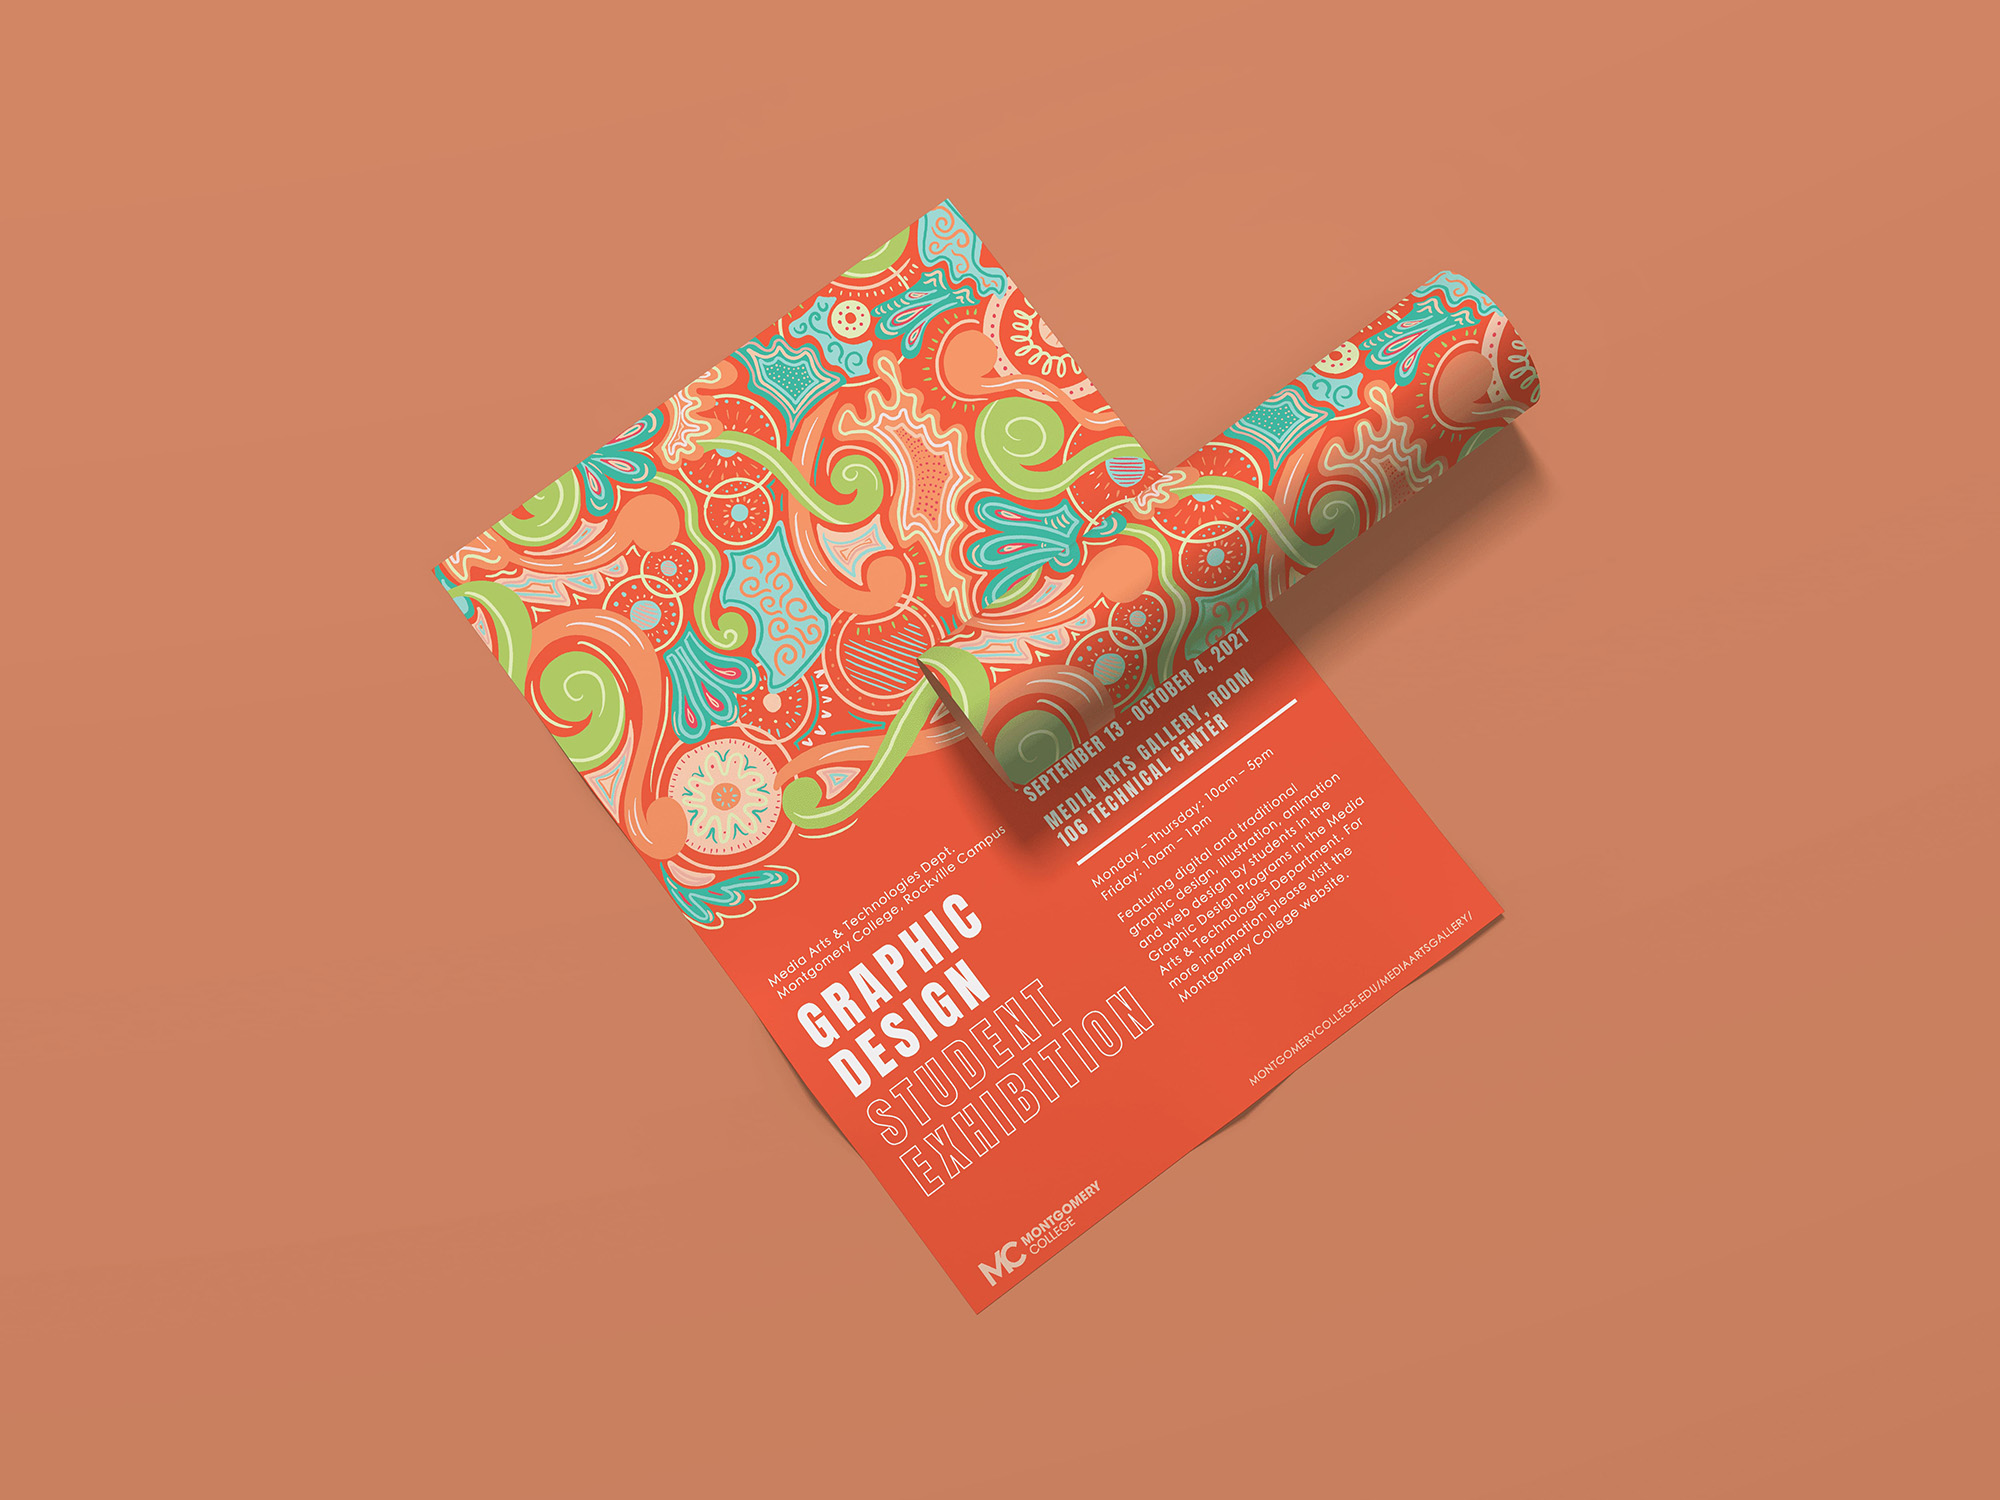 Media Arts & Technologies Dept.
Montgomery College, Rockville Campus
GRAPHIC
DESIGN
STUDENT
EXHIBITION
SEPTEMBER 13 - OCTOBER 4, 2021
MEDIA ARTS GALLERY, ROOM
106 TECHNICAL CENTER
Monday – Thursday: 10am – 5pm
Friday: 10am – 1pm
Featuring digital and traditional
graphic design, illustration, animation
and web design by students in the
Graphic Design Programs in the Media
Arts & Technologies Department. For
more information please visit the
Montgomery College website.
MONTGOMERYCOLLEGE.EDU/MEDIAARTSGALLERY/
MC MONTGOMERY
COLLEGE